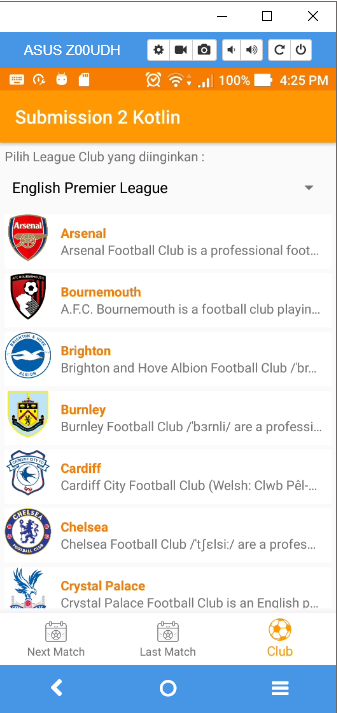 ASUS Z00UDH
100% 4:25 PM
Submission 2 Kotlin
Pilih League Club yang diinginkan :
English Premier League
Arsenal
Arsenal
Arsenal Football Club is a professional foot...
Bournemouth
A.F.C. Bournemouth is a football club playin...
Brighton
Brighton and Hove Albion Football Club /ˈbr...
Burnley
Burnley Football Club /ˈbɜːrnli/ are a professi...
Cardiff
Cardiff City Football Club (Welsh: Clwb Pêl-...
Chelsea
Chelsea Football Club /ˈtʃɛlsiː/ are a profes...
Crystal Palace
Crystal Palace Football Club is an English p...
Next Match
Last Match
Club